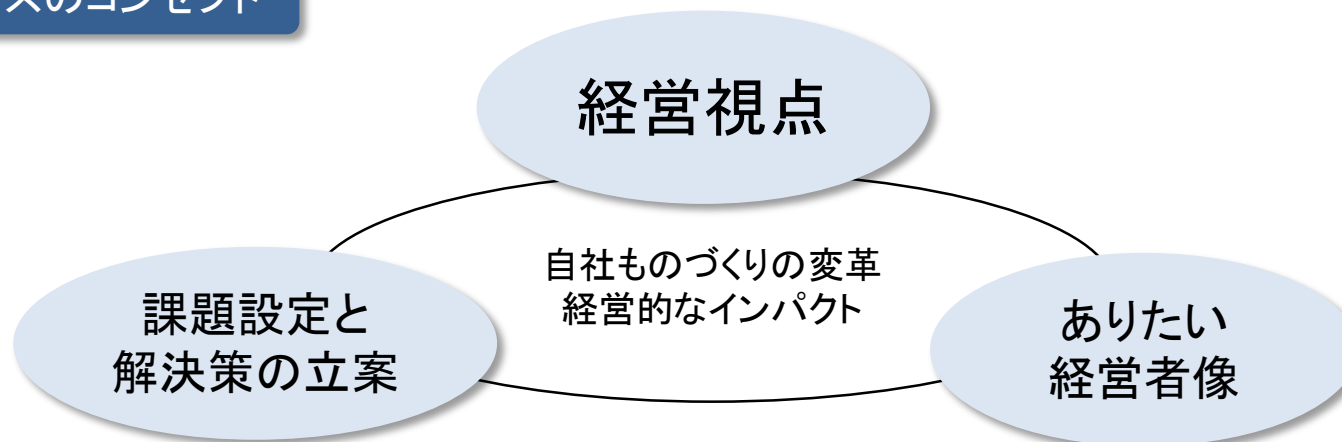 スのコンセプト
経営視点
自社ものづくりの変革
経営的なインパクト
課題設定と
解決策の立案
ありたい
経営者像